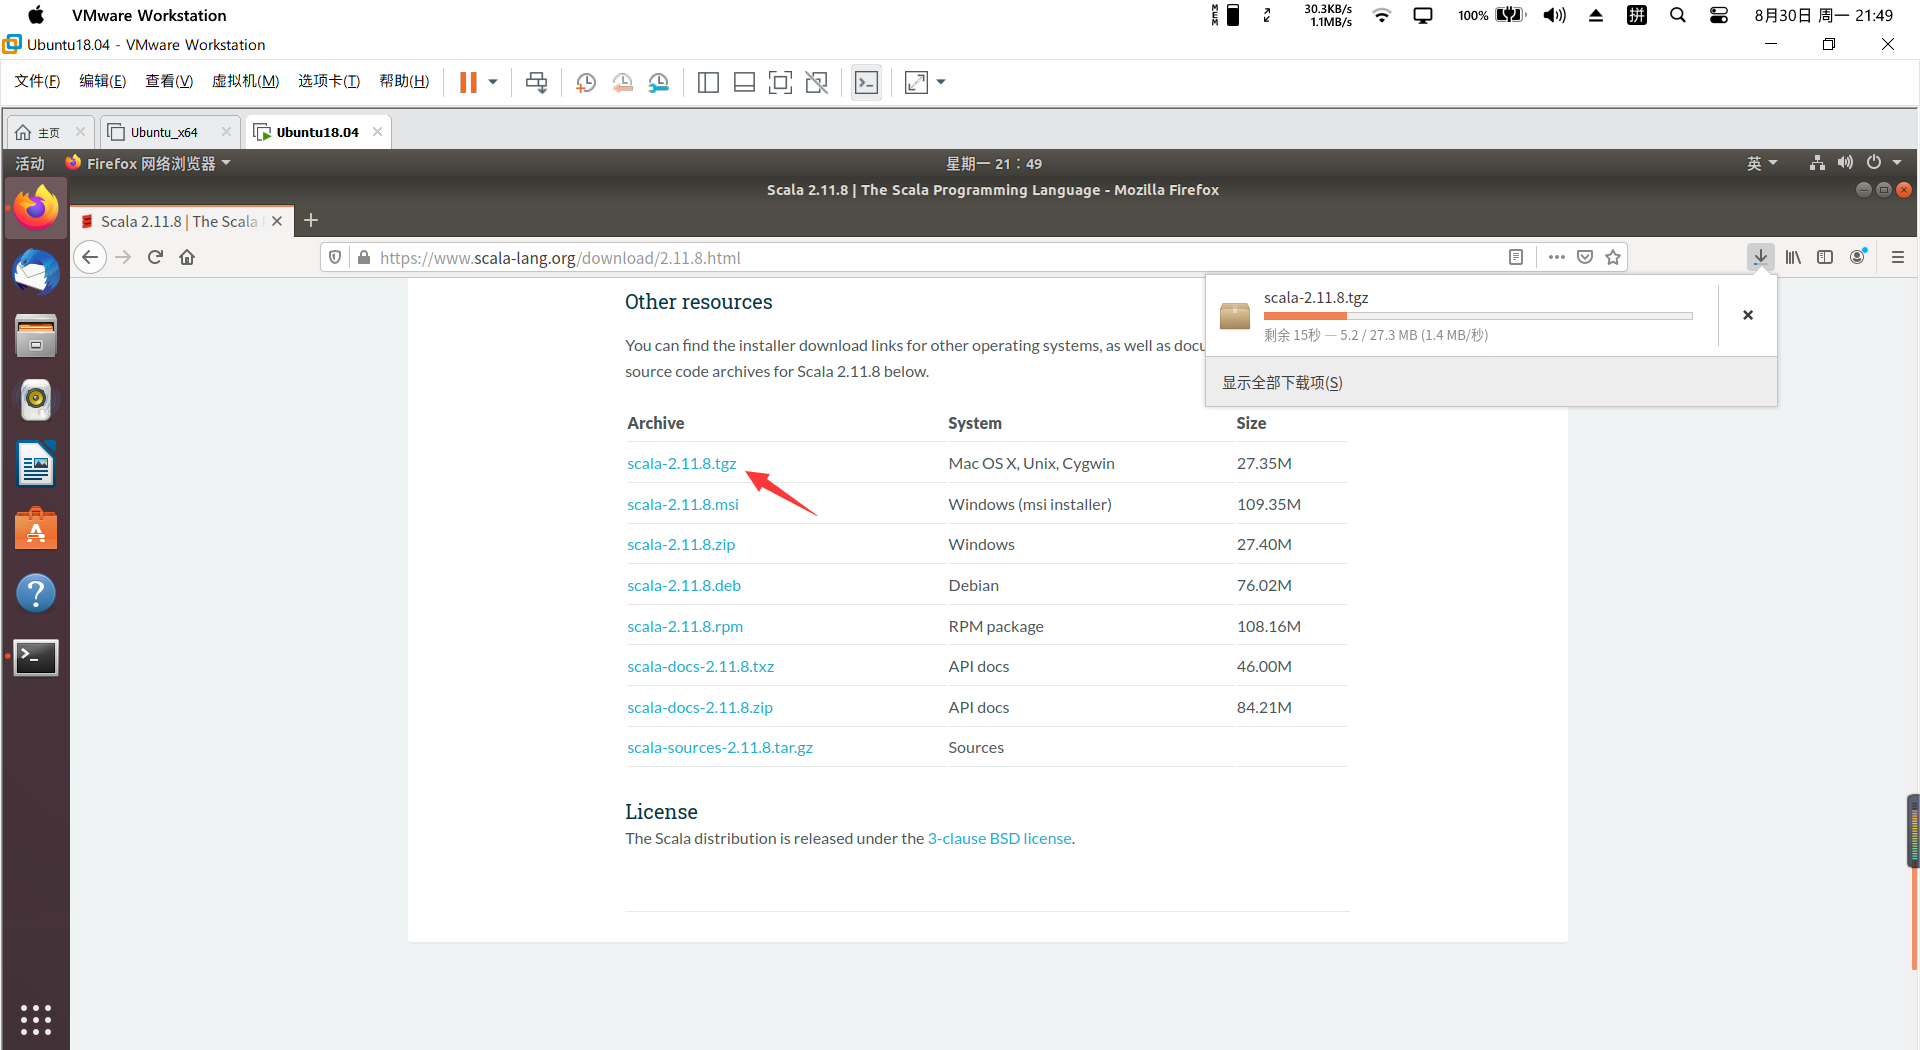 VMware Workstation
MEM
30.3KB/s
1.1MB/s
100%
拼
8月30日 周一 21:49
Ubuntu18.04 - VMware Workstation
文件(F) 编辑(E) 查看(V) 虚拟机(M) 选项卡(T) 帮助(H)
主页 Ubuntu_x64 Ubuntu18.04
活动 Firefox 网络浏览器 星期一 21：49 英
Scala 2.11.8 | The Scala Programming Language - Mozilla Firefox
Scala 2.11.8 | The Scala
https://www.scala-lang.org/download/2.11.8.html
scala-2.11.8.tgz
剩余 15秒 — 5.2 / 27.3 MB (1.4 MB/秒)
显示全部下载项(S)
Other resources
You can find the installer download links for other operating systems, as well as docu
source code archives for Scala 2.11.8 below.
Archive System Size
scala-2.11.8.tgz Mac OS X, Unix, Cygwin 27.35M
scala-2.11.8.msi Windows (msi installer) 109.35M
scala-2.11.8.zip Windows 27.40M
scala-2.11.8.deb Debian 76.02M
scala-2.11.8.rpm RPM package 108.16M
scala-docs-2.11.8.txz API docs 46.00M
scala-docs-2.11.8.zip API docs 84.21M
scala-sources-2.11.8.tar.gz Sources
License
The Scala distribution is released under the 3-clause BSD license.